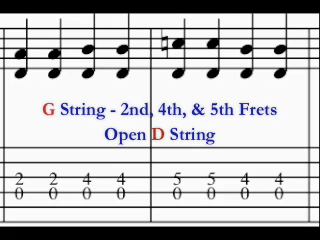 G String - 2nd, 4th, & 5th Frets
Open D String
2 2 4 4 5 5 4 4
0 0 0 0 0 0 0 0